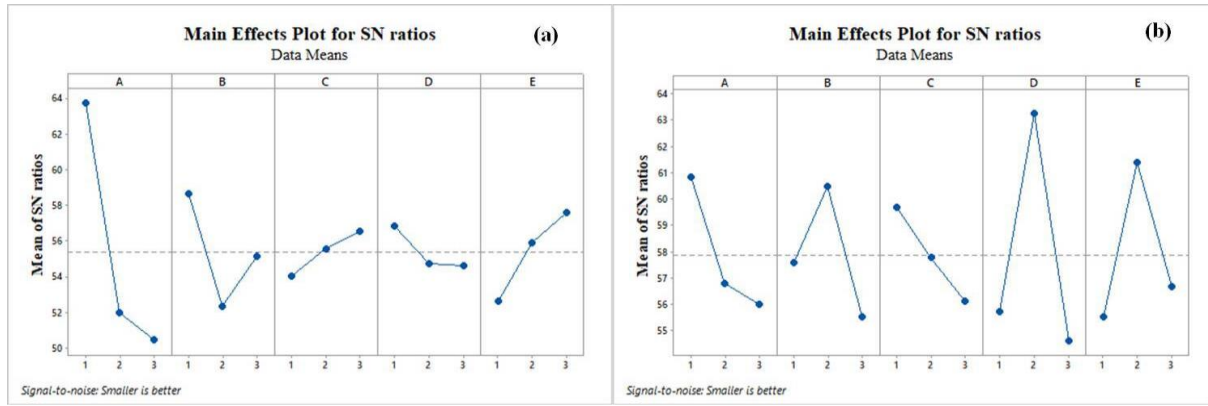 Main Effects Plot for SN ratios
(a)
Data Means
A B C D E
Mean of SN ratios
64
62
60
58
56
54
52
50
1 2 3 1 2 3 1 2 3 1 2 3 1 2 3
Signal-to-noise: Smaller is better
Main Effects Plot for SN ratios
(b)
Data Means
A B C D E
Mean of SN ratios
64
63
62
61
60
59
58
57
56
55
1 2 3 1 2 3 1 2 3 1 2 3 1 2 3
Signal-to-noise: Smaller is better